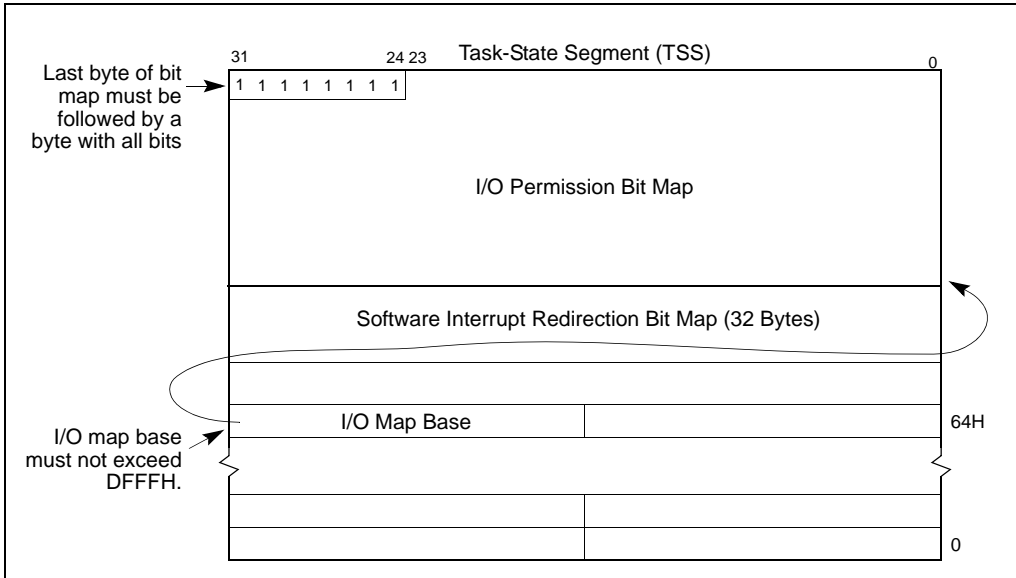 Task-State Segment (TSS)
31
24 23
0
Last byte of bit
map must be
followed by a
byte with all bits
1 1 1 1 1 1 1 1
I/O Permission Bit Map
Software Interrupt Redirection Bit Map (32 Bytes)
I/O Map Base
64H
I/O map base
must not exceed
DFFFH.
0